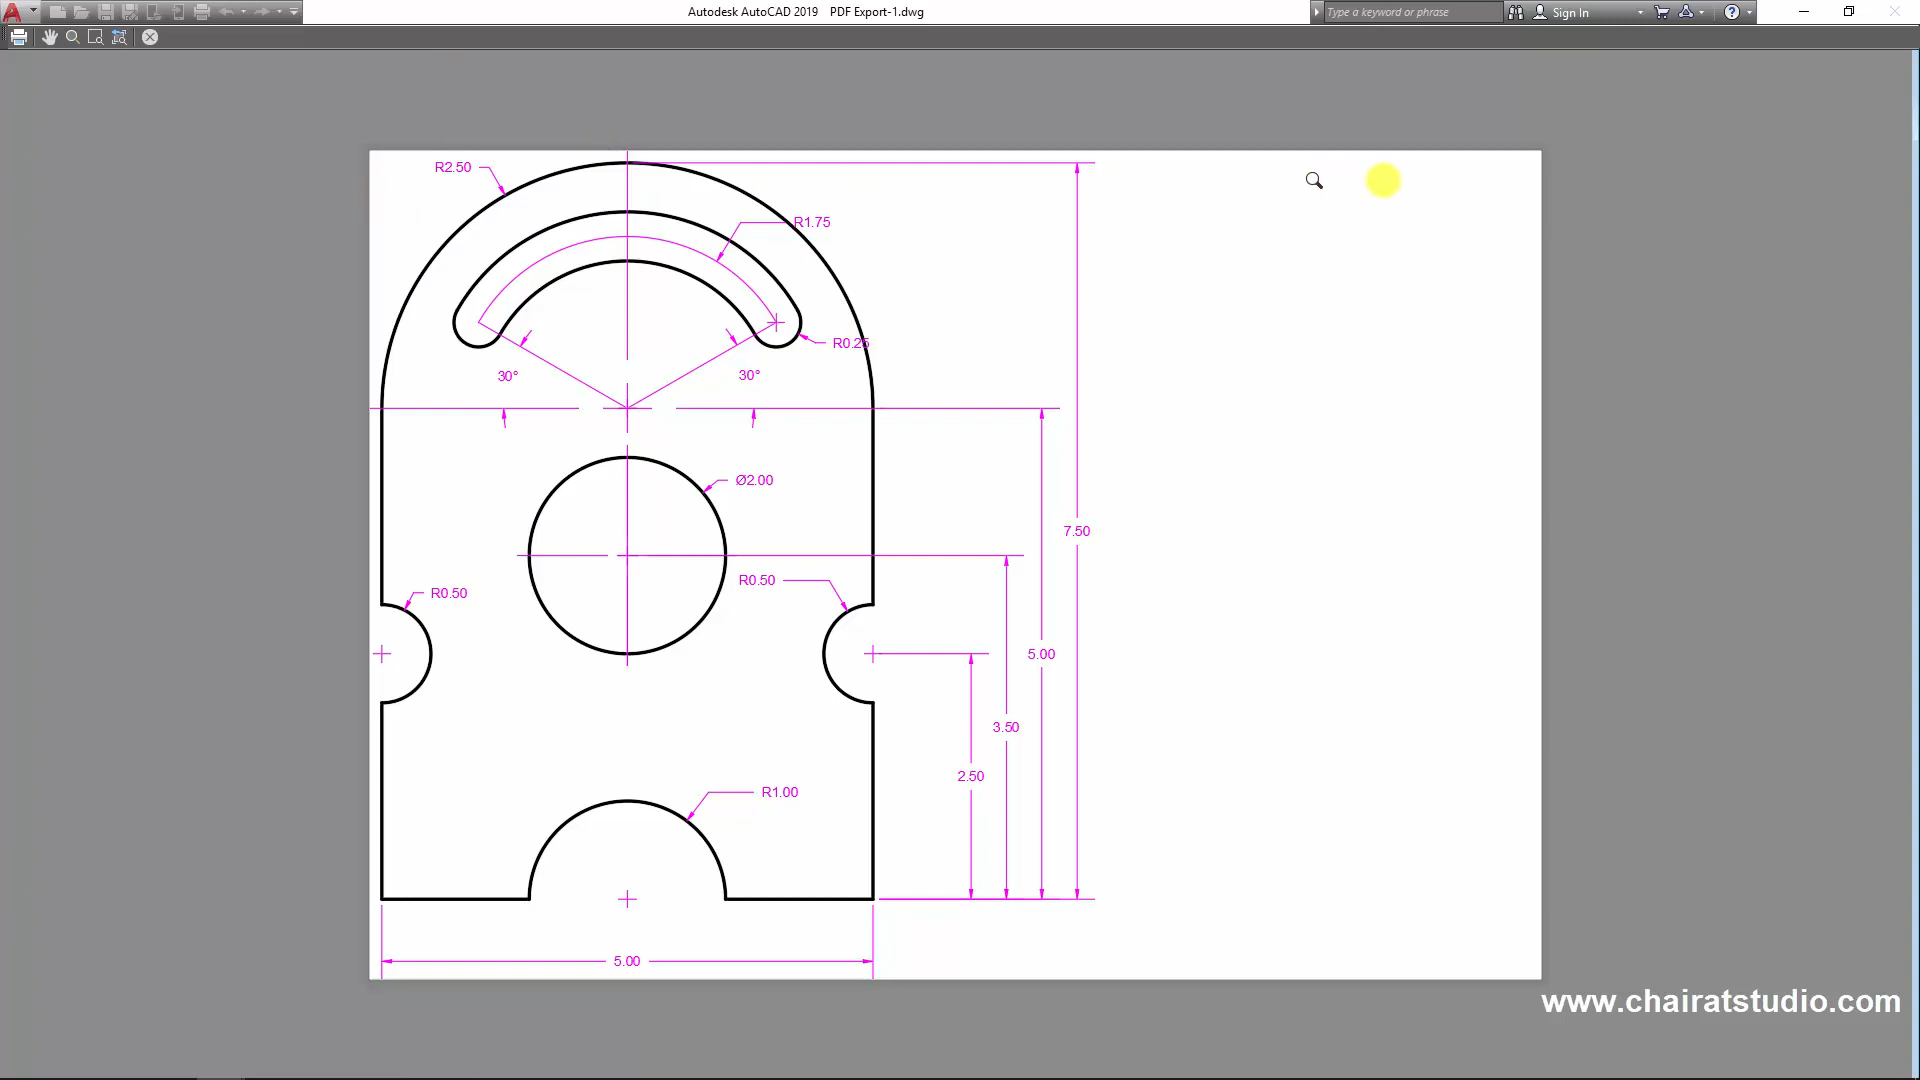 Autodesk AutoCAD 2019 PDF Export-1.dwg
Type a keyword or phrase
Sign In
R2.50
R1.75
R0.25
30°
30°
Ø2.00
7.50
R0.50
R0.50
5.00
3.50
2.50
R1.00
5.00
www.chairatstudio.com